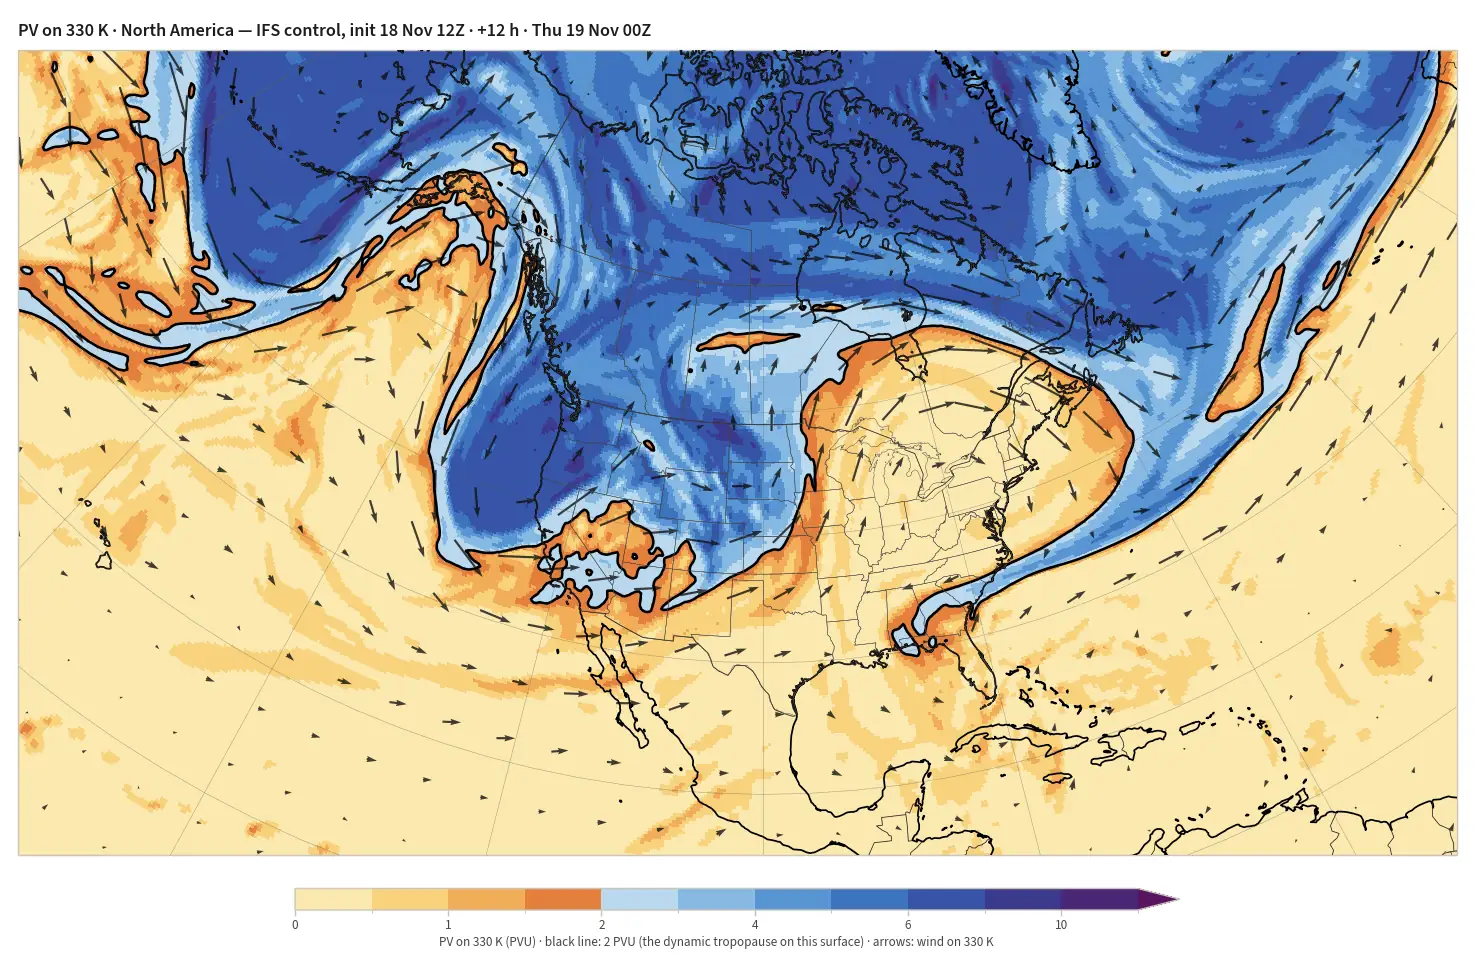 PV on 330 K · North America — IFS control, init 18 Nov 12Z · +12 h · Thu 19 Nov 00Z
0 1 2 4 6 10
PV on 330 K (PVU) · black line: 2 PVU (the dynamic tropopause on this surface) · arrows: wind on 330 K